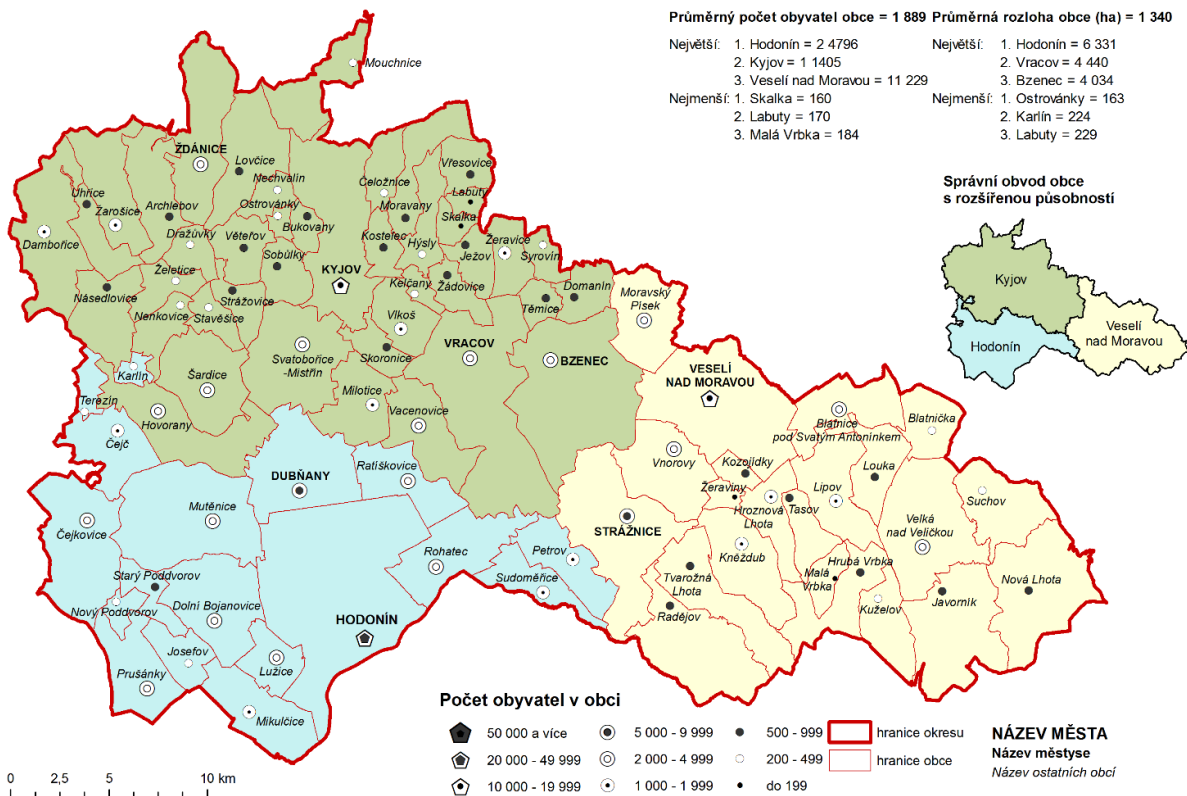 Průměrný počet obyvatel obce = 1 889
Největší: 1. Hodonín = 2 4796
2. Kyjov = 1 1405
3. Veselí nad Moravou = 11 229
Nejmenší: 1. Skalka = 160
2. Labuty = 170
3. Malá Vrbka = 184
Průměrná rozloha obce (ha) = 1 340
Největší: 1. Hodonín = 6 331
2. Vracov = 4 440
3. Bzenec = 4 034
Nejmenší: 1. Ostrovánky = 163
2. Karlín = 224
3. Labuty = 229
Správní obvod obce
s rozšířenou působností
Kyjov
Hodonín
Veselí
nad Moravou
Mouchnice
ŽDÁNICE
Lovčice
Nechvalín
Ostrovánky
Bukovany
Uhřice
Žarošice
Archlebov
Dražůvky
Dambořice
Věteřov
Sobůlky
Čeložnice
Moravany
Kostelec
Hýsly
Vřesovice
Labuty
Skalka
Ježov
Žeravice
Syrovín
Želetice
Násedlovice
Nenkovice
Stavěšice
Strážovice
KYJOV
Kelčany
Žádovice
Těmice
Domanín
Moravský
Písek
Vlkoš
Skoronice
Svatobořice
-Mistřín
VRACOV
BZENEC
Karlín
Šardice
Terezín
Hovorany
Čejč
Milotice
Vacenovice
VESELÍ
NAD MORAVOU
Blatnice
pod Svatým Antonínkem
Blatnička
DUBŇANY
Ratíškovice
Vnorovy
Kozojídky
Žeraviny
Hroznová
Lhota
Tasov
Lipov
Louka
Suchov
Čejkovice
Mutěnice
STRÁŽNICE
Velká
nad Veličkou
Rohatec
Petrov
Sudoměřice
Kněždub
Tvarožná
Lhota
Radějov
Malá
Vrbka
Hrubá Vrbka
Kuželov
Javorník
Nová Lhota
Starý Poddvorov
Nový Poddvorov
Dolní Bojanovice
HODONÍN
Josefov
Lužice
Prušánky
Mikulčice
Počet obyvatel v obci
50 000 a více
20 000 - 49 999
10 000 - 19 999
5 000 - 9 999
2 000 - 4 999
1 000 - 1 999
500 - 999
200 - 499
do 199
hranice okresu
hranice obce
NÁZEV MĚSTA
Název městyse
Název ostatních obcí
0 2,5 5 10 km